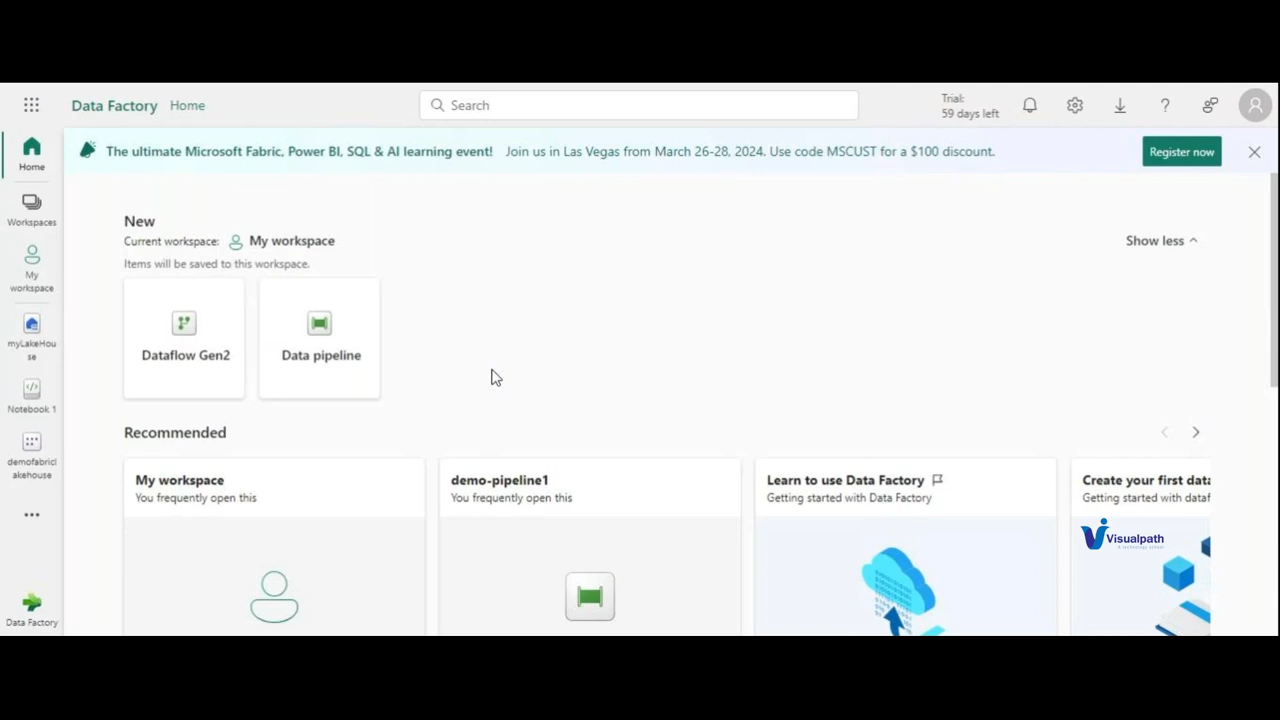 Data Factory Home
Search
Trial:
59 days left
?
The ultimate Microsoft Fabric, Power BI, SQL & AI learning event! Join us in Las Vegas from March 26-28, 2024. Use code MSCUST for a $100 discount.
Register now
Home
Workspaces
My
workspace
myLakeHou
se
Notebook 1
demofabricl
akehouse
Data Factory
New
Current workspace: My workspace
Items will be saved to this workspace.
Show less
Dataflow Gen2
Data pipeline
Recommended
My workspace
You frequently open this
demo-pipeline1
You frequently open this
Learn to use Data Factory
Getting started with Data Factory
Create your first data
Getting started with dataf
Visualpath